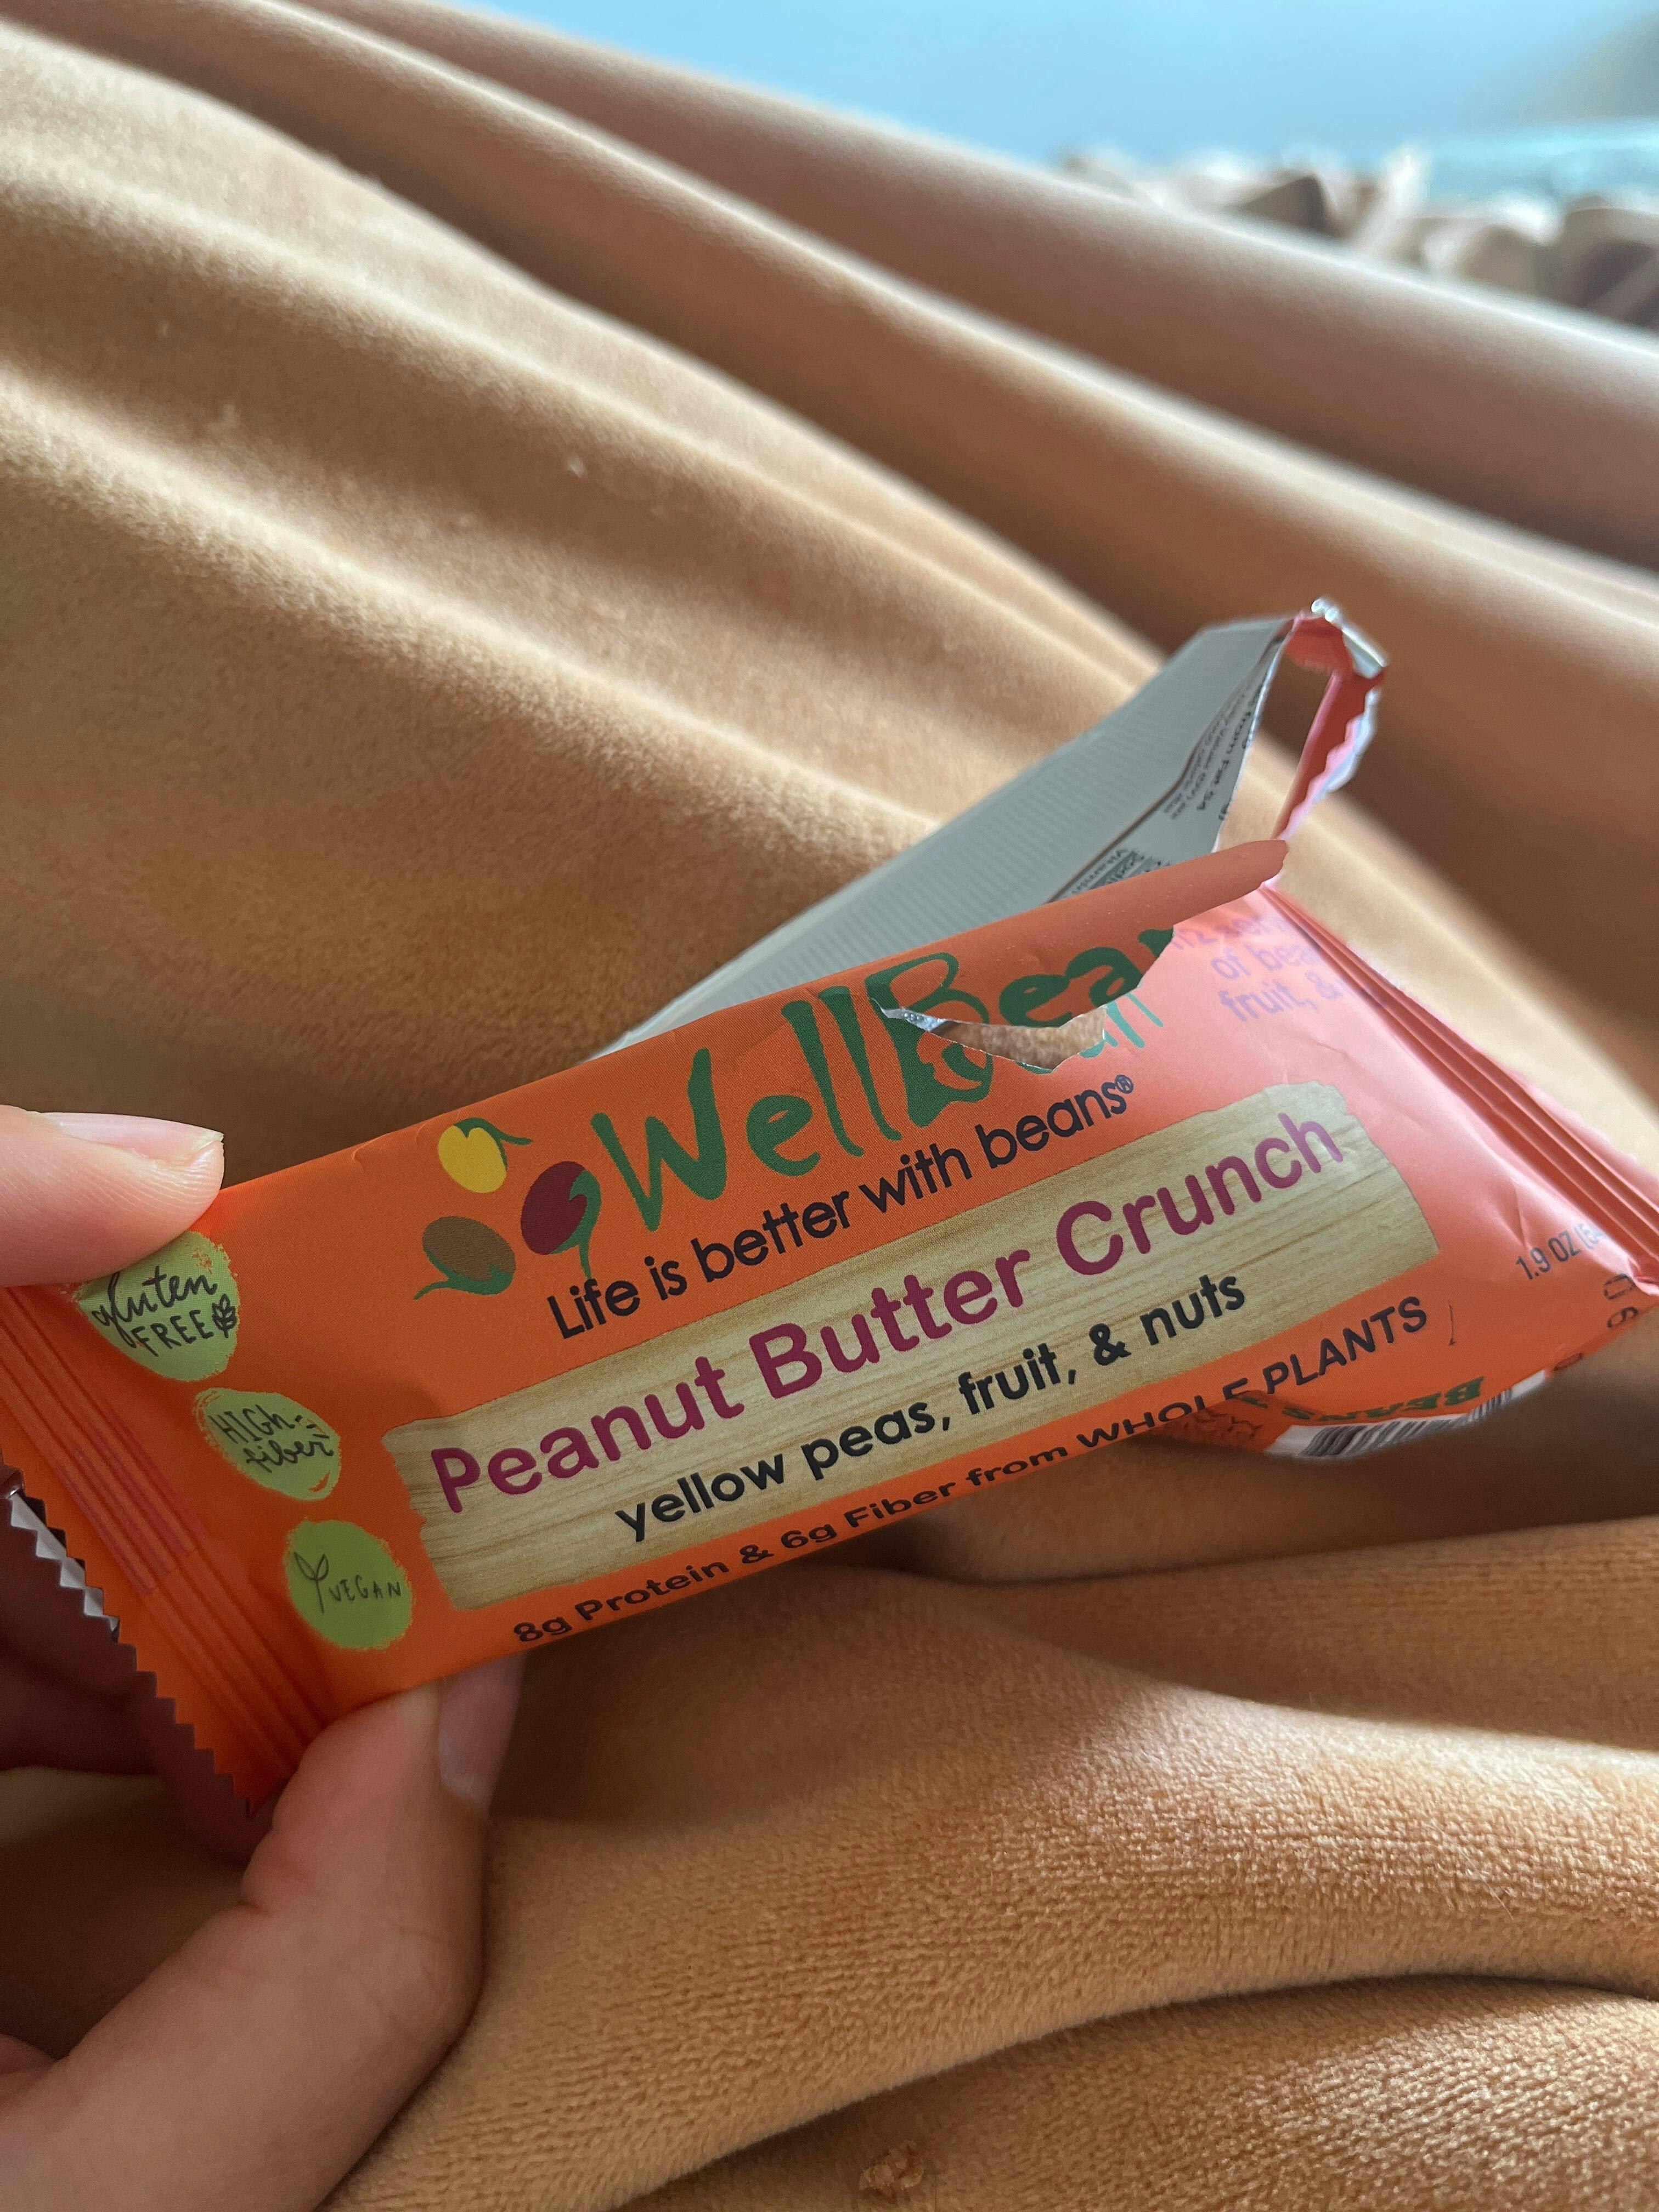 WellBean
Life is better with beans®
Peanut Butter Crunch
yellow peas, fruit, & nuts
8g Protein & 6g Fiber from WHOLE PLANTS
gluten
FREE
HIGH
fiber
VEGAN
of
fruit, &
1.9 OZ